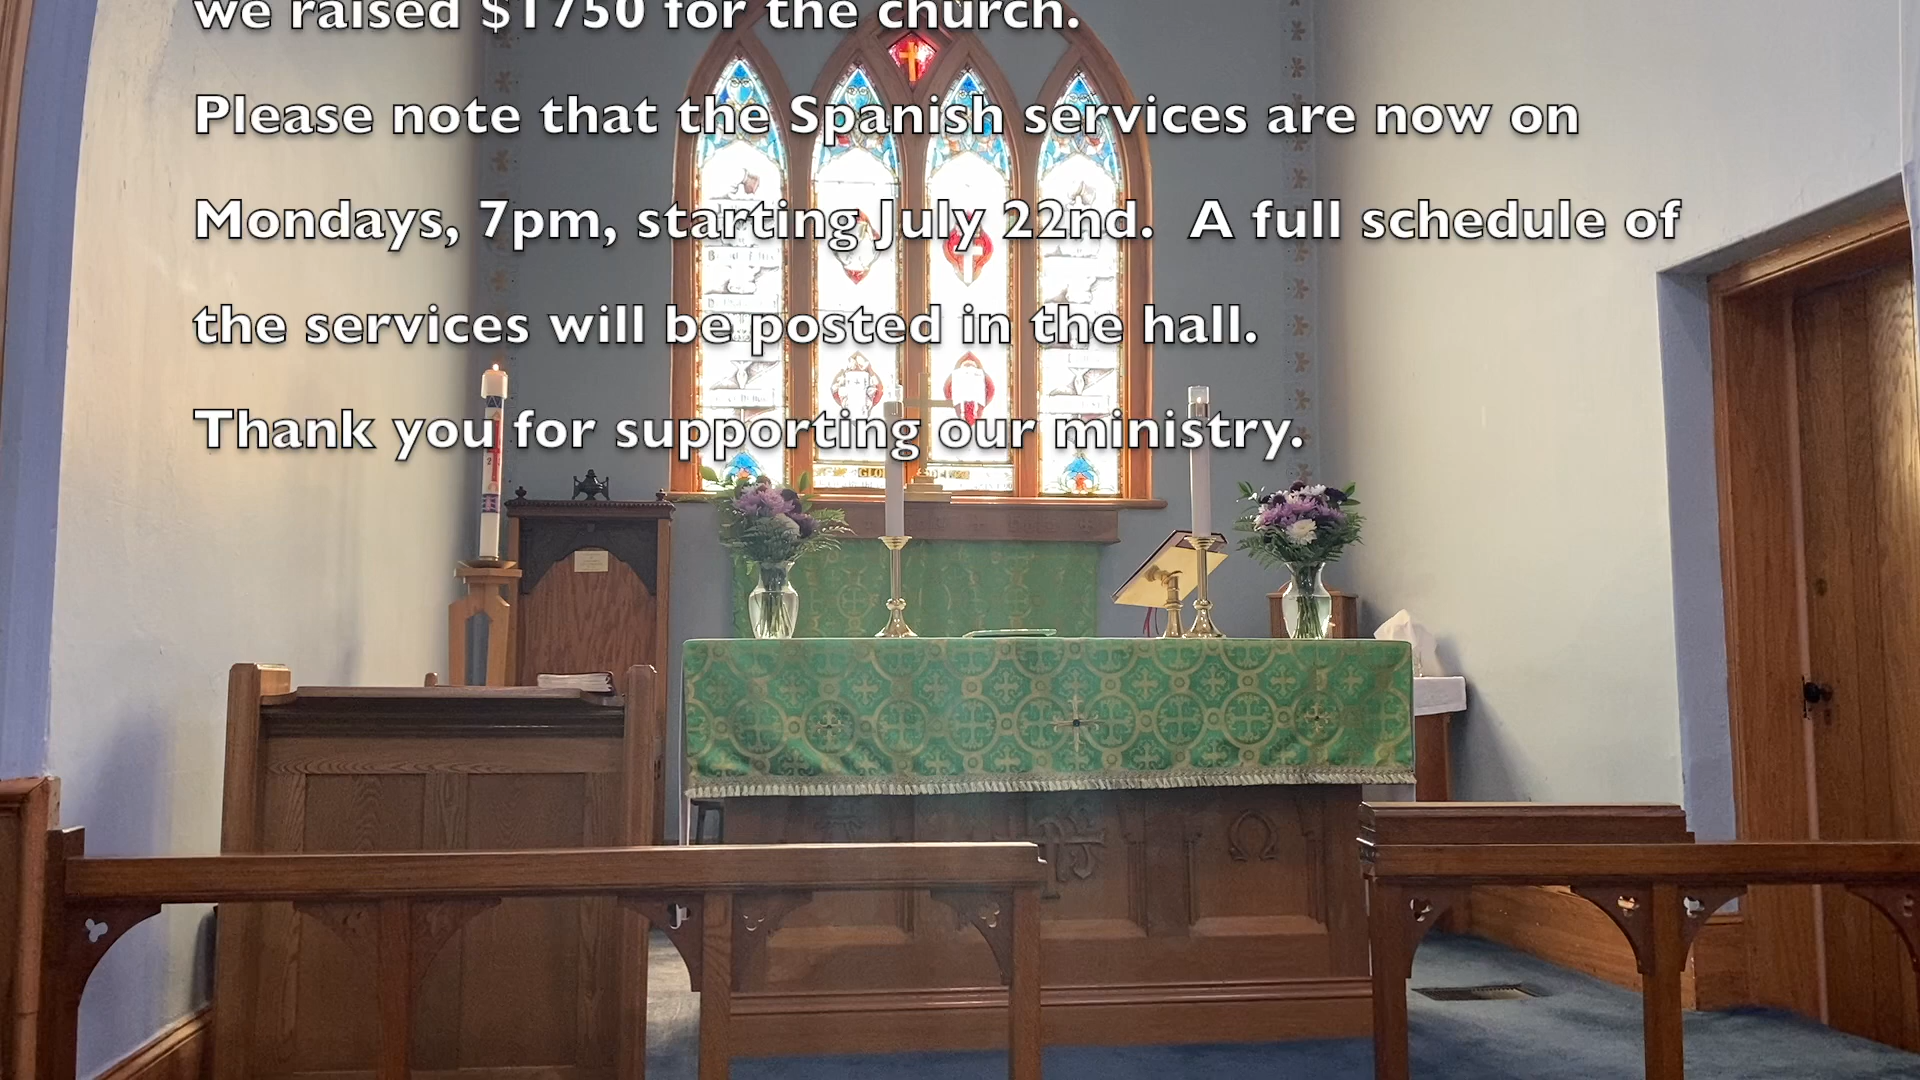 we raised $1750 for the church.
Please note that the Spanish services are now on
Mondays, 7pm, starting July 22nd.  A full schedule of
the services will be posted in the hall.
Thank you for supporting our ministry.